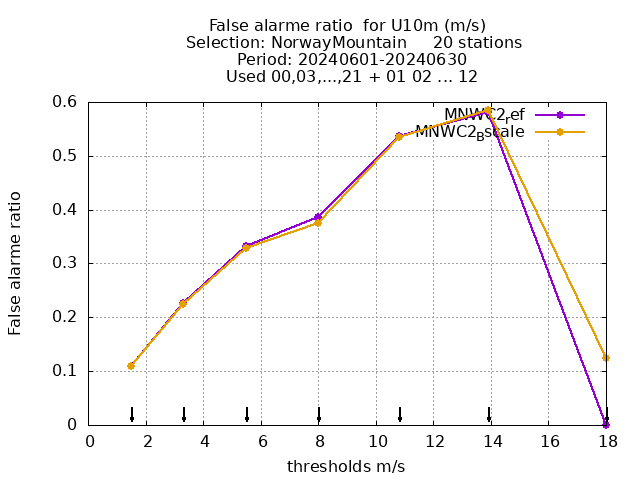 False alarme ratio  for U10m (m/s)
Selection: NorwayMountain     20 stations
Period: 20240601-20240630
Used 00,03,...,21 + 01 02 ... 12
MNWC2ref
MNWC2Bscale
0.6
0.5
0.4
0.3
0.2
0.1
0
False alarme ratio
0 2 4 6 8 10 12 14 16 18
thresholds m/s